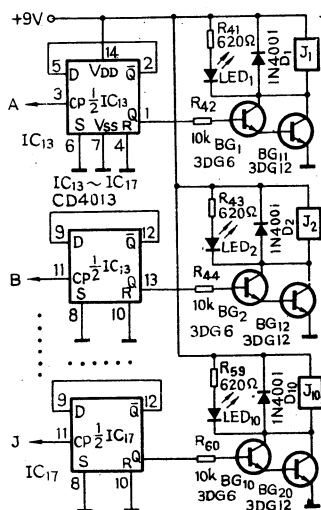 +9V
14
5 D VDD Q̅ 2
A 3 CP ½ IC13
Q 1
S VSS R
6 7 4
IC13
IC13～IC17
CD4013
R41
620Ω
LED1
1N4001
D1
J1
R42
10k
BG1
3DG6
BG11
3DG12
9 D Q̅ 12
B 11 CP ½ IC13
Q 13
S R
8 10
R43
620Ω
LED2
1N4001
D2
J2
R44
10k
BG2
3DG6
BG12
3DG12
9 D Q̅ 12
J 11 CP ½ IC17
Q
S R
8 10
IC17
R59
620Ω
LED10
1N4001
D10
J10
R60
10k
BG10
3DG6
BG20
3DG12